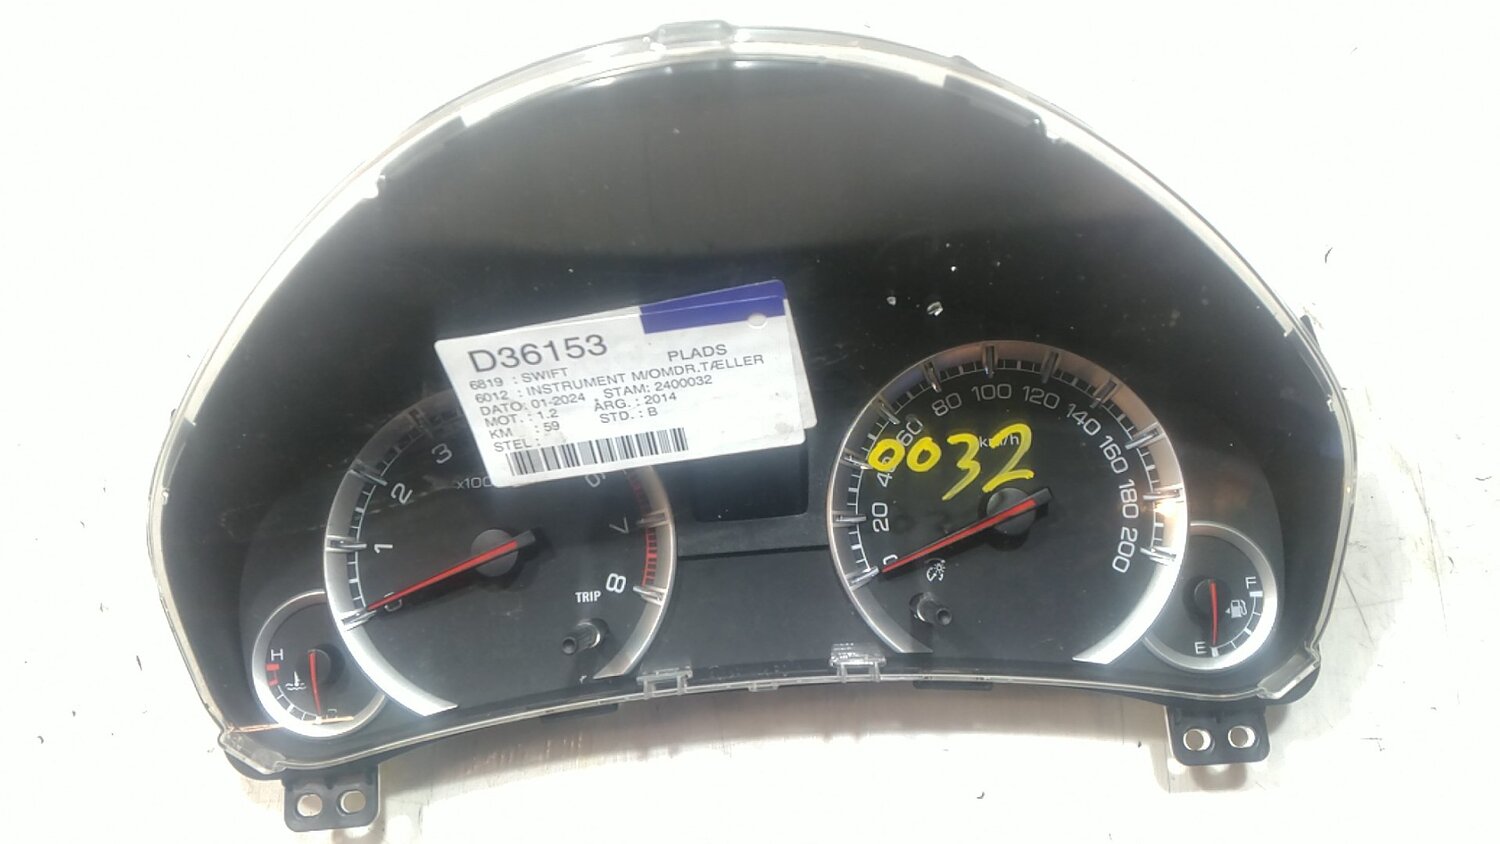 D36153
PLADS
6819 : SWIFT
6012 : INSTRUMENT M/OMDR.TÆLLER
DATO: 01-2024 STAM: 2400032
MOT. : 1.2 ÅRG. : 2014
KM : 59 STD. : B
STEL :
0032
0 1 2 3 7 8
TRIP
0 20 60 80 100 120 140 160 180 200
km/h
H
F
E